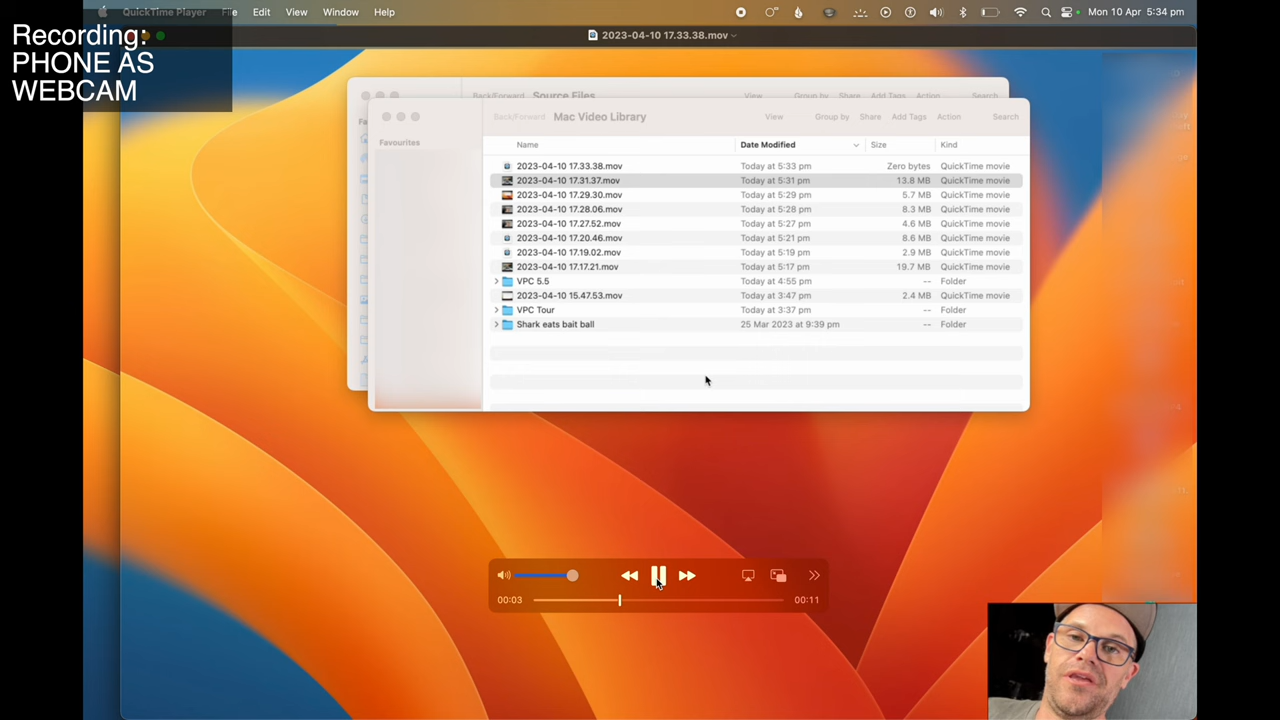 QuickTime Player File Edit View Window Help Mon 10 Apr 5:34 pm
Recording:
PHONE AS
WEBCAM
2023-04-10 17.33.38.mov
Back/Forward Source Files View Group by Share Add Tags Action Search
Back/Forward Mac Video Library View Group by Share Add Tags Action Search
Favourites
Name Date Modified Size Kind
2023-04-10 17.33.38.mov Today at 5:33 pm Zero bytes QuickTime movie
2023-04-10 17.31.37.mov Today at 5:31 pm 13.8 MB QuickTime movie
2023-04-10 17.29.30.mov Today at 5:29 pm 5.7 MB QuickTime movie
2023-04-10 17.28.06.mov Today at 5:28 pm 8.3 MB QuickTime movie
2023-04-10 17.27.52.mov Today at 5:27 pm 4.6 MB QuickTime movie
2023-04-10 17.20.46.mov Today at 5:21 pm 8.6 MB QuickTime movie
2023-04-10 17.19.02.mov Today at 5:19 pm 2.9 MB QuickTime movie
2023-04-10 17.17.21.mov Today at 5:17 pm 19.7 MB QuickTime movie
VPC 5.5 Today at 4:55 pm -- Folder
2023-04-10 15.47.53.mov Today at 3:47 pm 2.4 MB QuickTime movie
VPC Tour Today at 3:37 pm -- Folder
Shark eats bait ball 25 Mar 2023 at 9:39 pm -- Folder
00:03 00:11